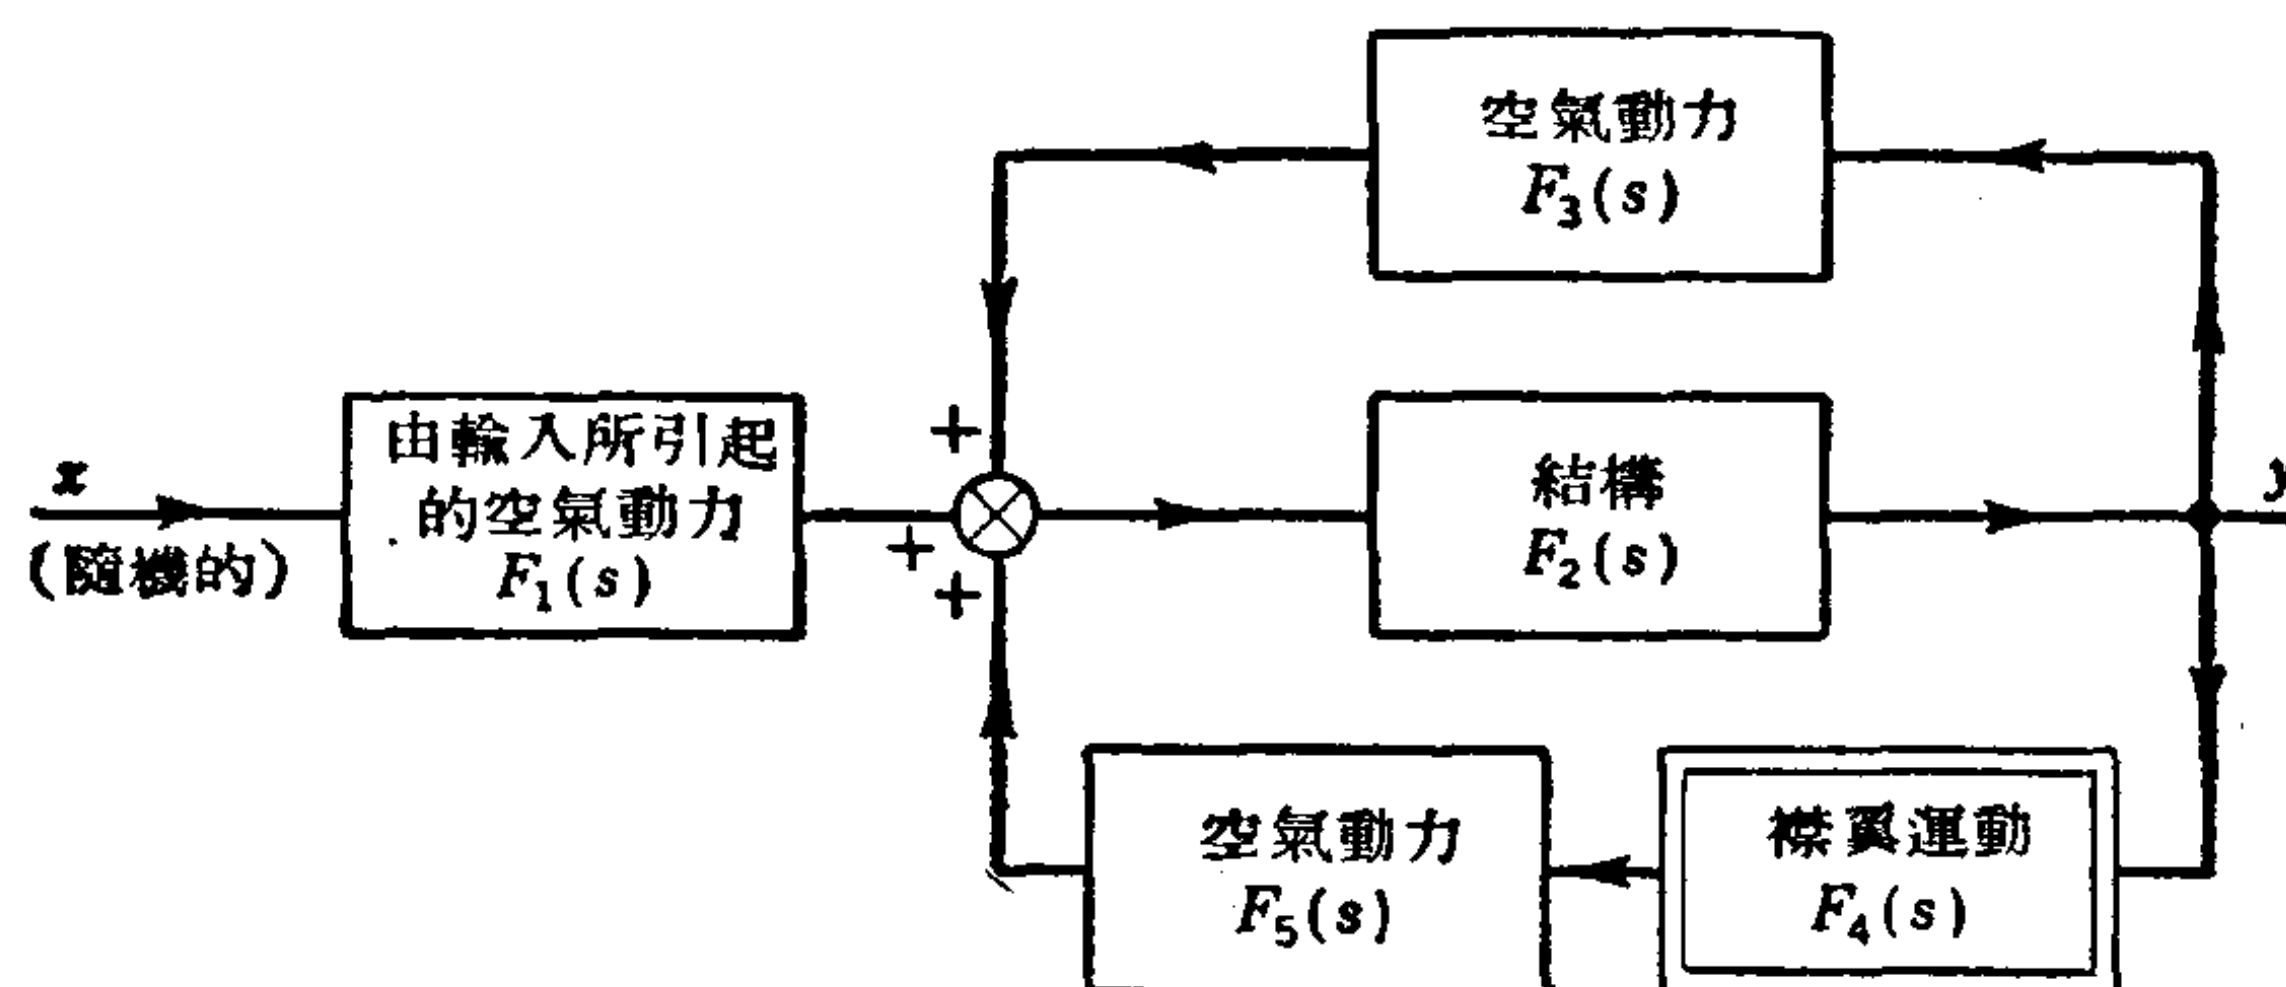 空氣動力
F₃(s)
+
x
(隨機的)
由輸入所引起
的空氣動力
F₁(s)
+
+
結構
F₂(s)
y
空氣動力
F₅(s)
襟翼運動
F₄(s)